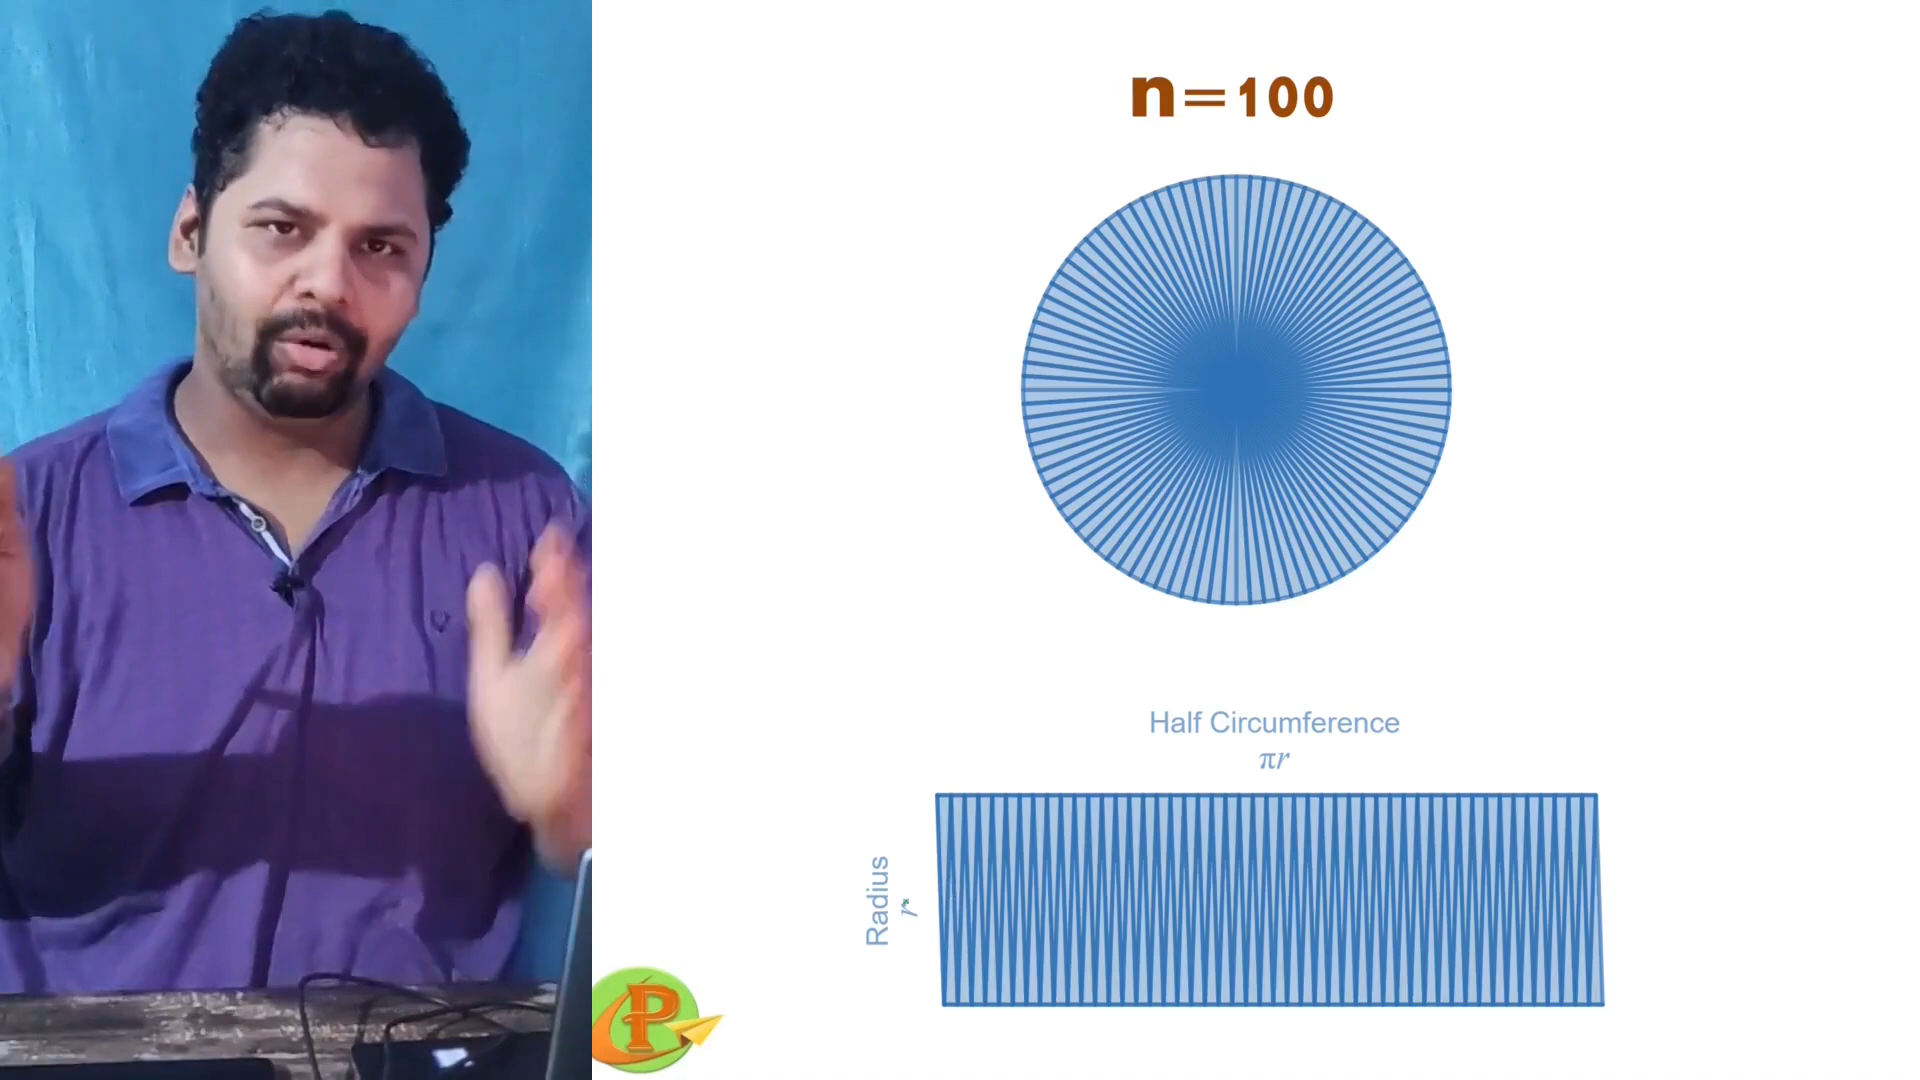 n=100
Half Circumference
πr
Radius
r
P